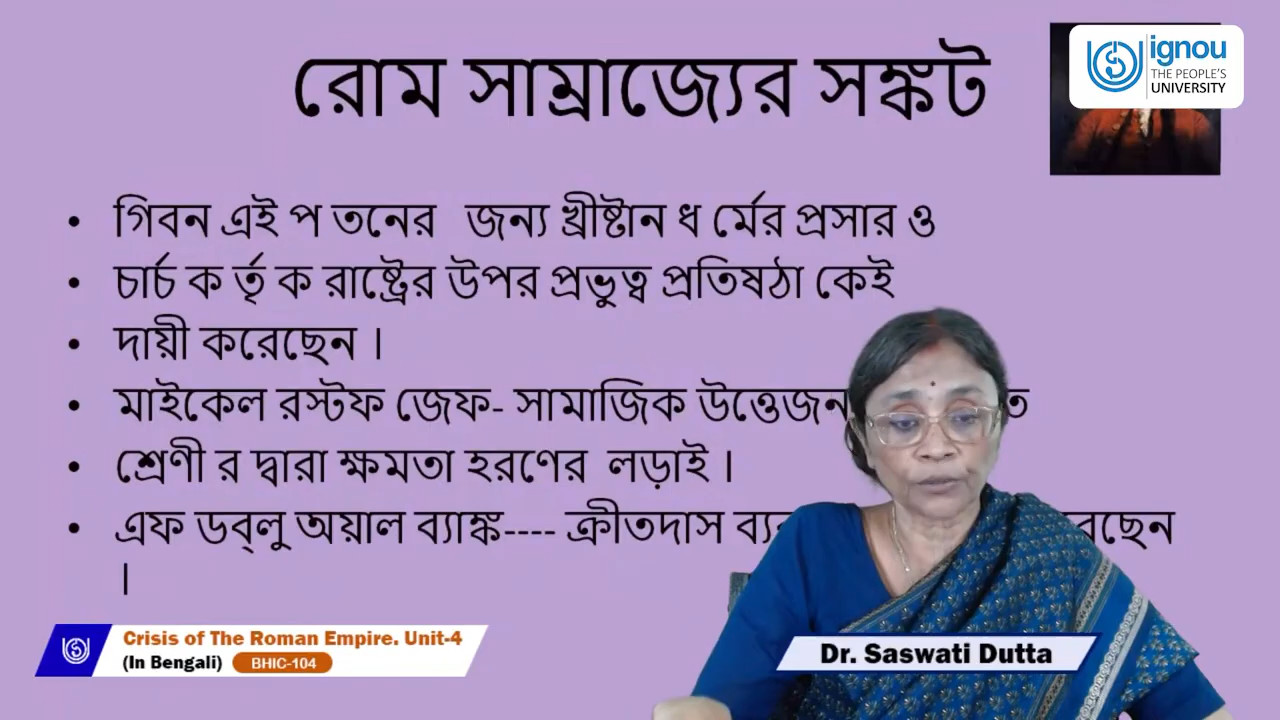 রোম সাম্রাজ্যের সঙ্কট
ignou
THE PEOPLE'S
UNIVERSITY
• গিবন এই প তনের জন্য খ্রীষ্টান ধ র্মের প্রসার ও
• চার্চ ক র্তৃ ক রাষ্ট্রের উপর প্রভুত্ব প্রতিষঠা কেই
• দায়ী করেছেন ।
• মাইকেল রস্টফ জেফ- সামাজিক
• শ্রেণী র দ্বারা ক্ষমতা হরণের লড়াই ।
• এফ ডব্লু অয়াল ব্যাঙ্ক---- ক্রীতদাস
।
Crisis of The Roman Empire. Unit-4
(In Bengali) BHIC-104
Dr. Saswati Dutta